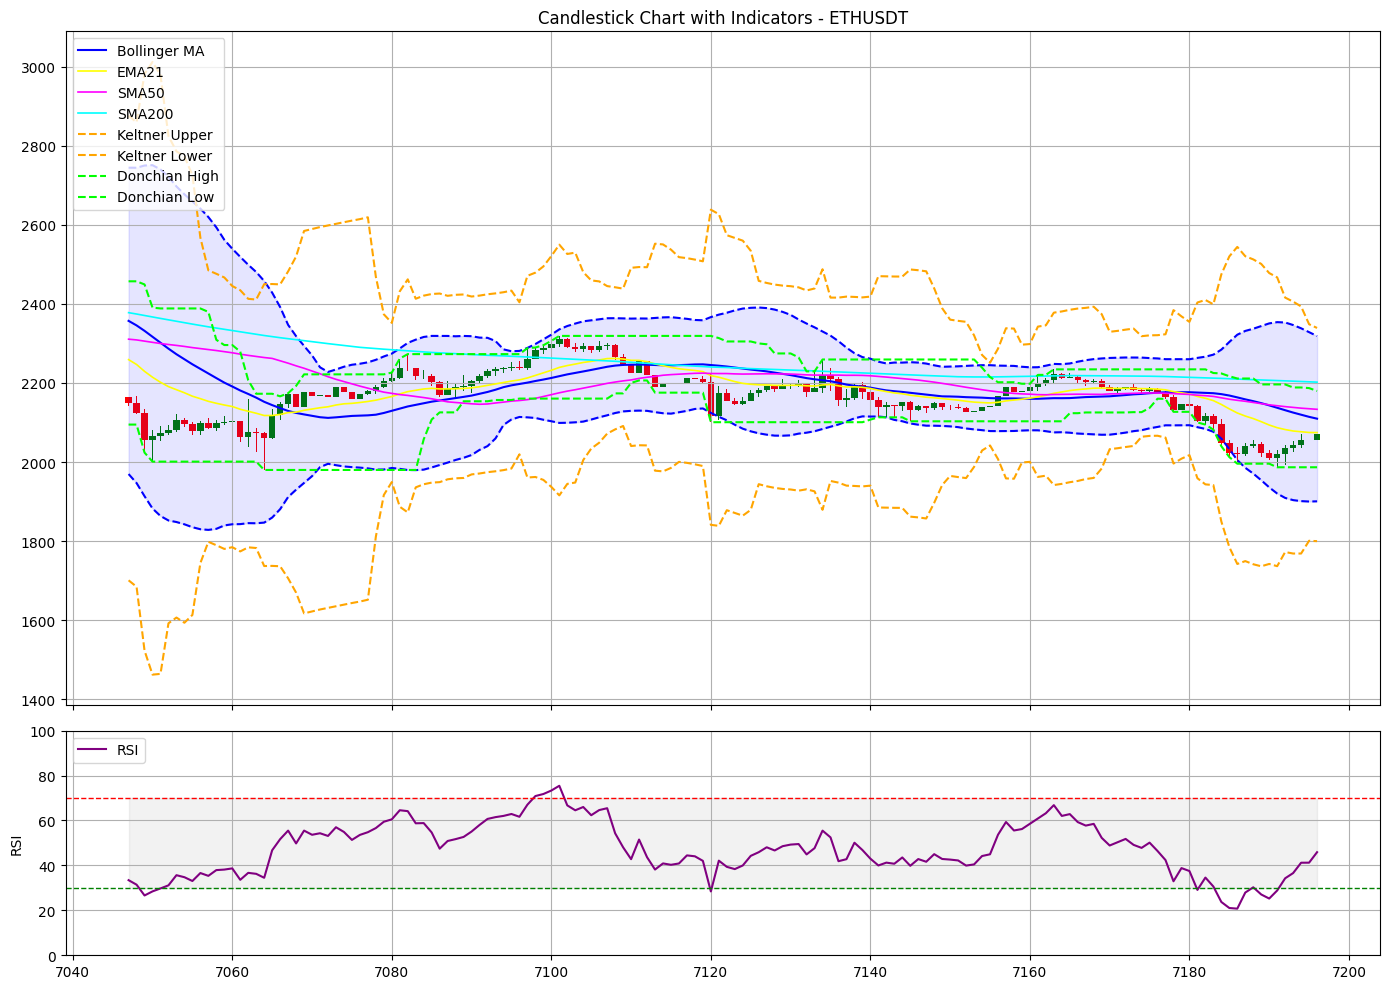 Candlestick Chart with Indicators - ETHUSDT
Bollinger MA
EMA21
SMA50
SMA200
Keltner Upper
Keltner Lower
Donchian High
Donchian Low
3000
2800
2600
2400
2200
2000
1800
1600
1400
RSI
100
80
60
40
20
0
RSI
7040
7060
7080
7100
7120
7140
7160
7180
7200